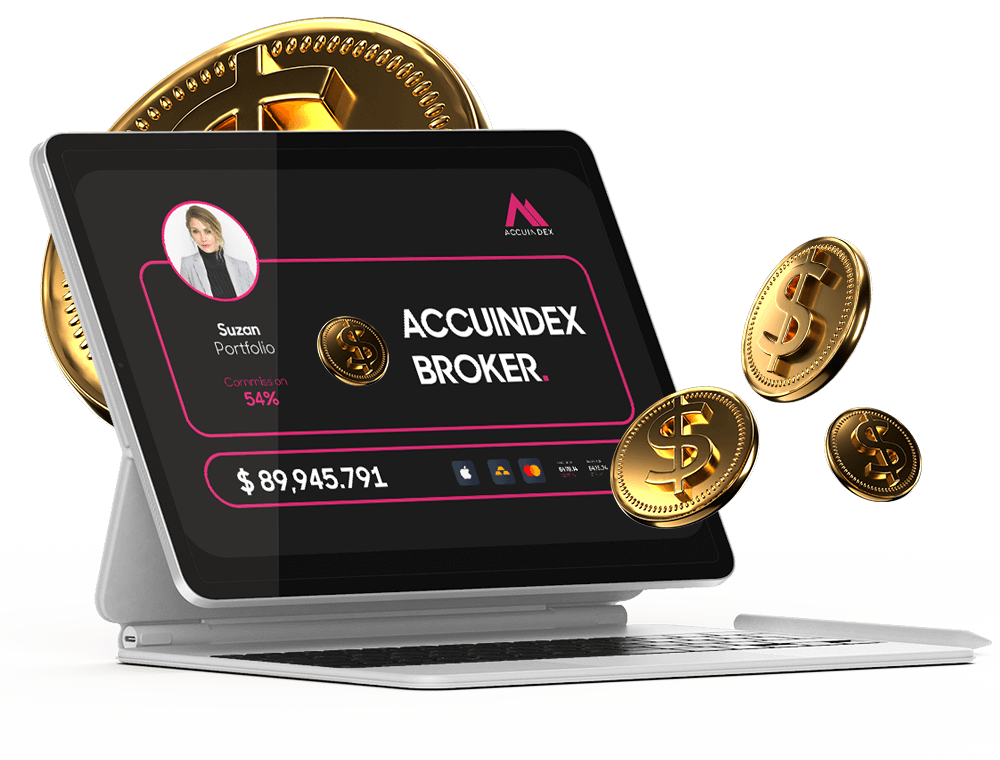 ACCUINDEX
Suzan
Portfolio
Commission
54%
ACCUINDEX
BROKER.
$ 89,945.791